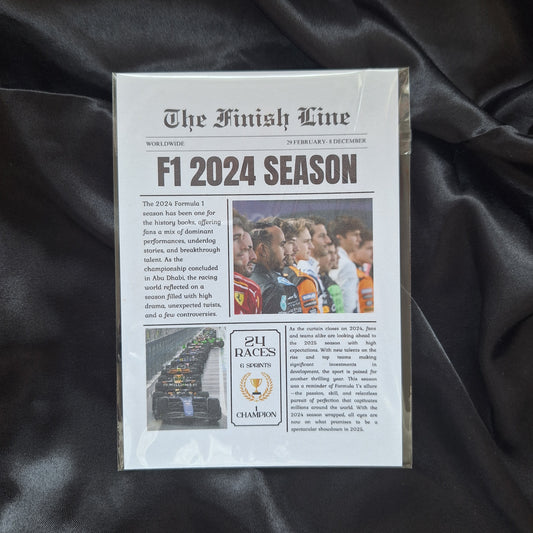 The Finish Line
WORLDWIDE
29 FEBRUARY- 8 DECEMBER
F1 2024 SEASON
The 2024 Formula 1
season has been one for
the history books, offering
fans a mix of dominant
performances, underdog
stories, and breakthrough
talent. As the
championship concluded
in Abu Dhabi, the racing
world reflected on a
season filled with high
drama, unexpected twists,
and a few controversies.
24
RACES
6 SPRINTS
1
CHAMPION
As the curtain closes on 2024, fans
and teams alike are looking ahead to
the 2025 season with high
expectations. With new talents on the
rise and top teams making
significant investments in
development, the sport is poised for
another thrilling year. This season
was a reminder of Formula 1's allure
—the passion, skill, and relentless
pursuit of perfection that captivates
millions around the world. With the
2024 season wrapped, all eyes are
now on what promises to be a
spectacular showdown in 2025.